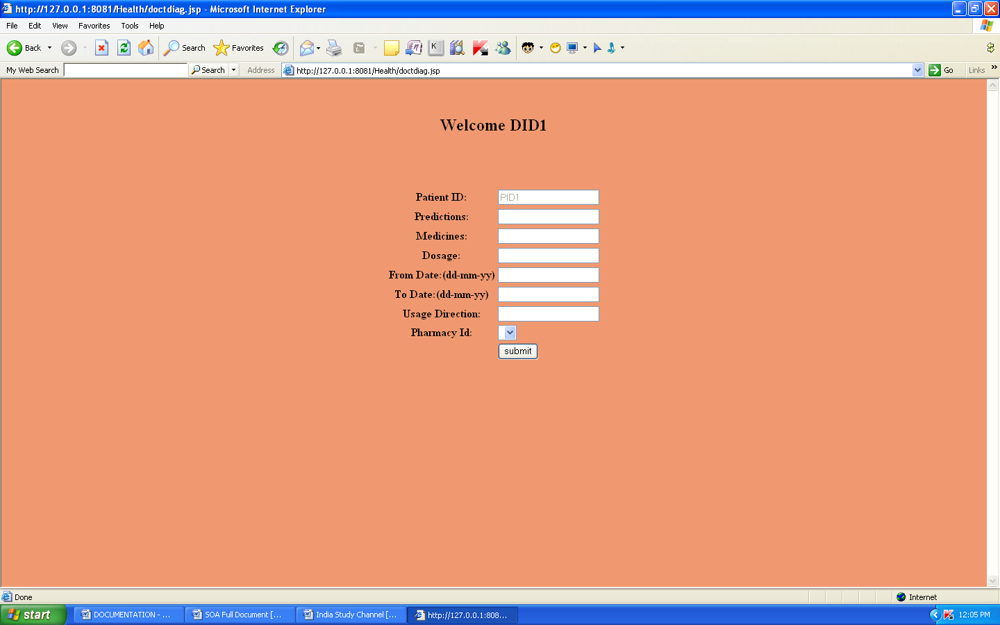 http://127.0.0.1:8081/Health/doctdiag.jsp - Microsoft Internet Explorer
File Edit View Favorites Tools Help
Back Search Favorites
My Web Search Search Address http://127.0.0.1:8081/Health/doctdiag.jsp Go Links »
Welcome DID1
Patient ID: PID1
Predictions:
Medicines:
Dosage:
From Date:(dd-mm-yy)
To Date:(dd-mm-yy)
Usage Direction:
Pharmacy Id:
submit
Done Internet
start DOCUMENTATION - ... SOA Full Document [... India Study Channel [... http://127.0.0.1:808... 12:05 PM